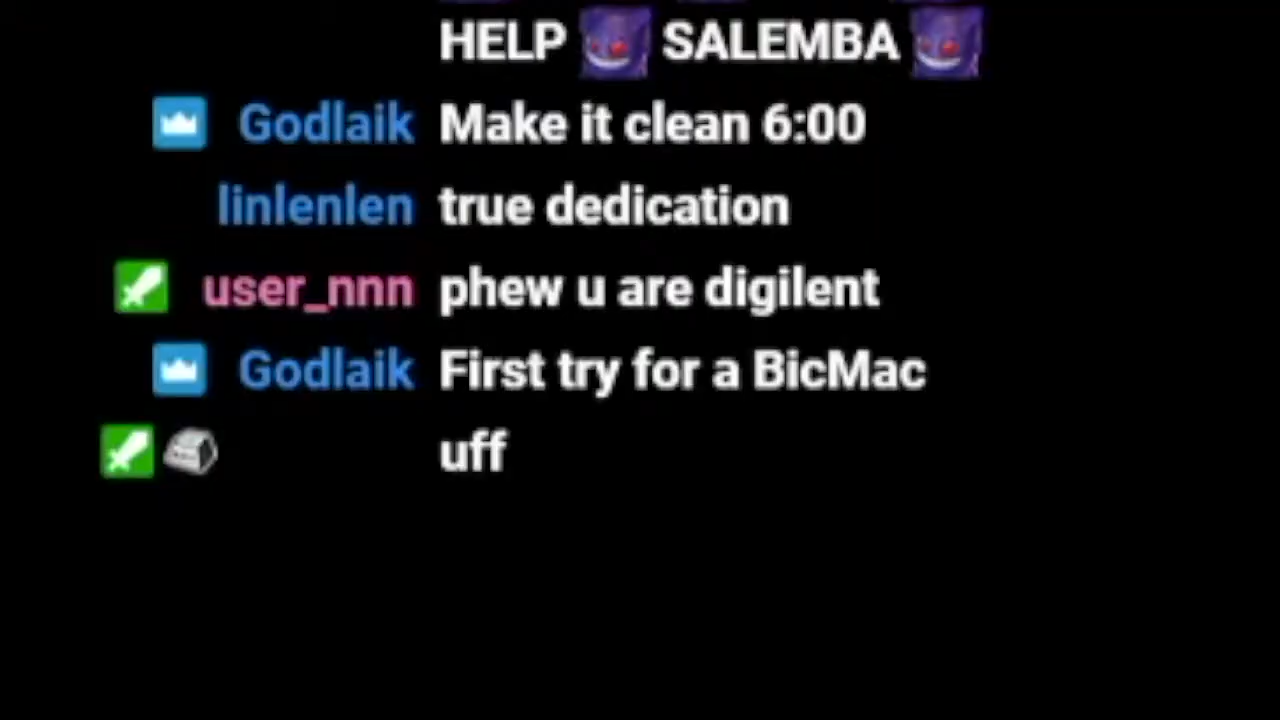 HELP SALEMBA
Godlaik Make it clean 6:00
linlenlen true dedication
user_nnn phew u are digilent
Godlaik First try for a BicMac
uff